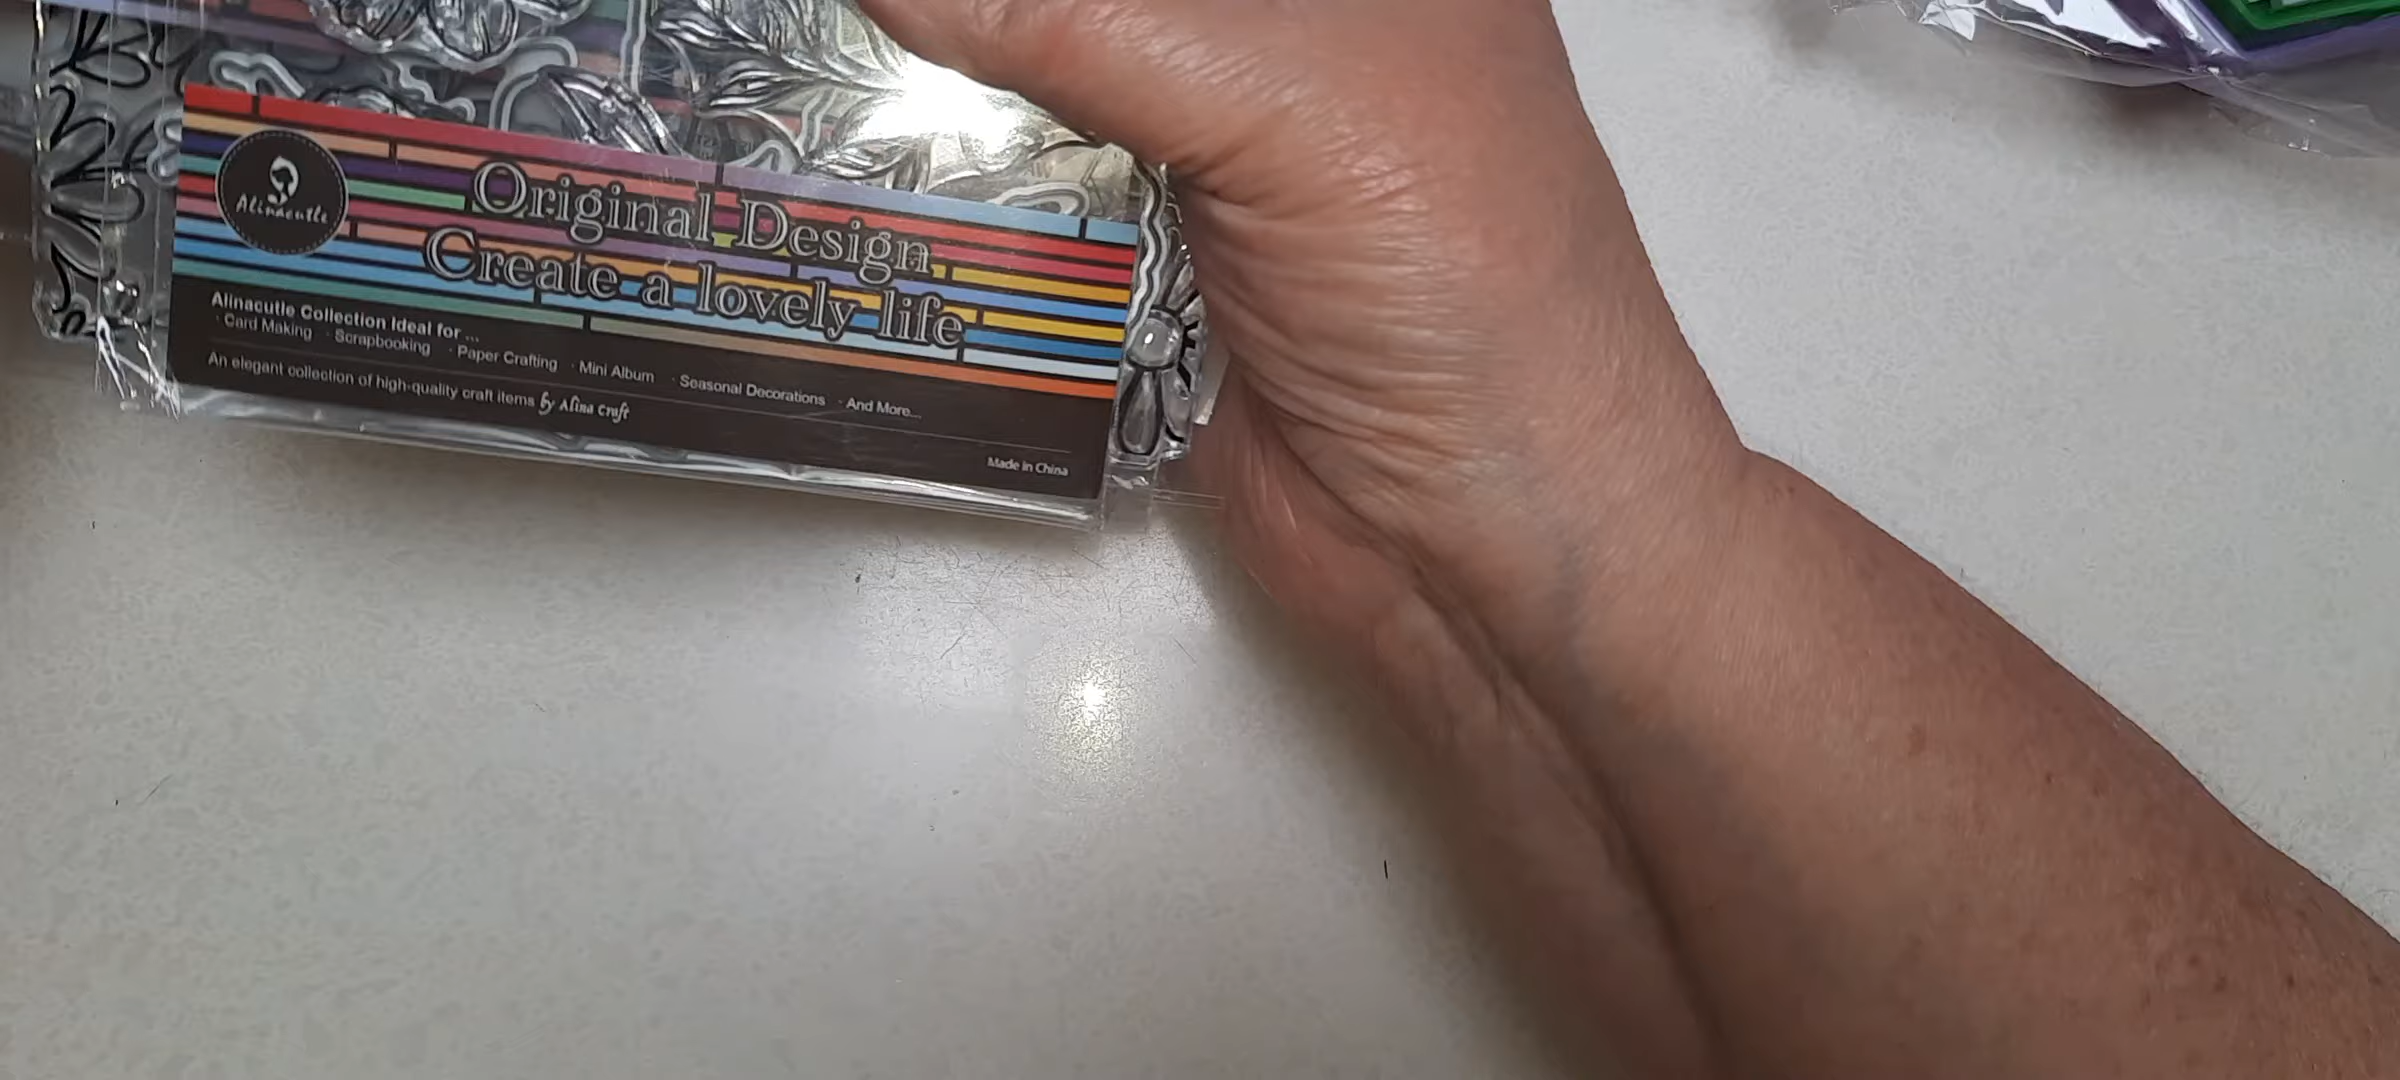 Alinacutle
Original Design
Create a lovely life
Alinacutle Collection Ideal for ...
· Card Making · Scrapbooking · Paper Crafting · Mini Album · Seasonal Decorations · And More...
An elegant collection of high-quality craft items by Alina Craft
Made in China